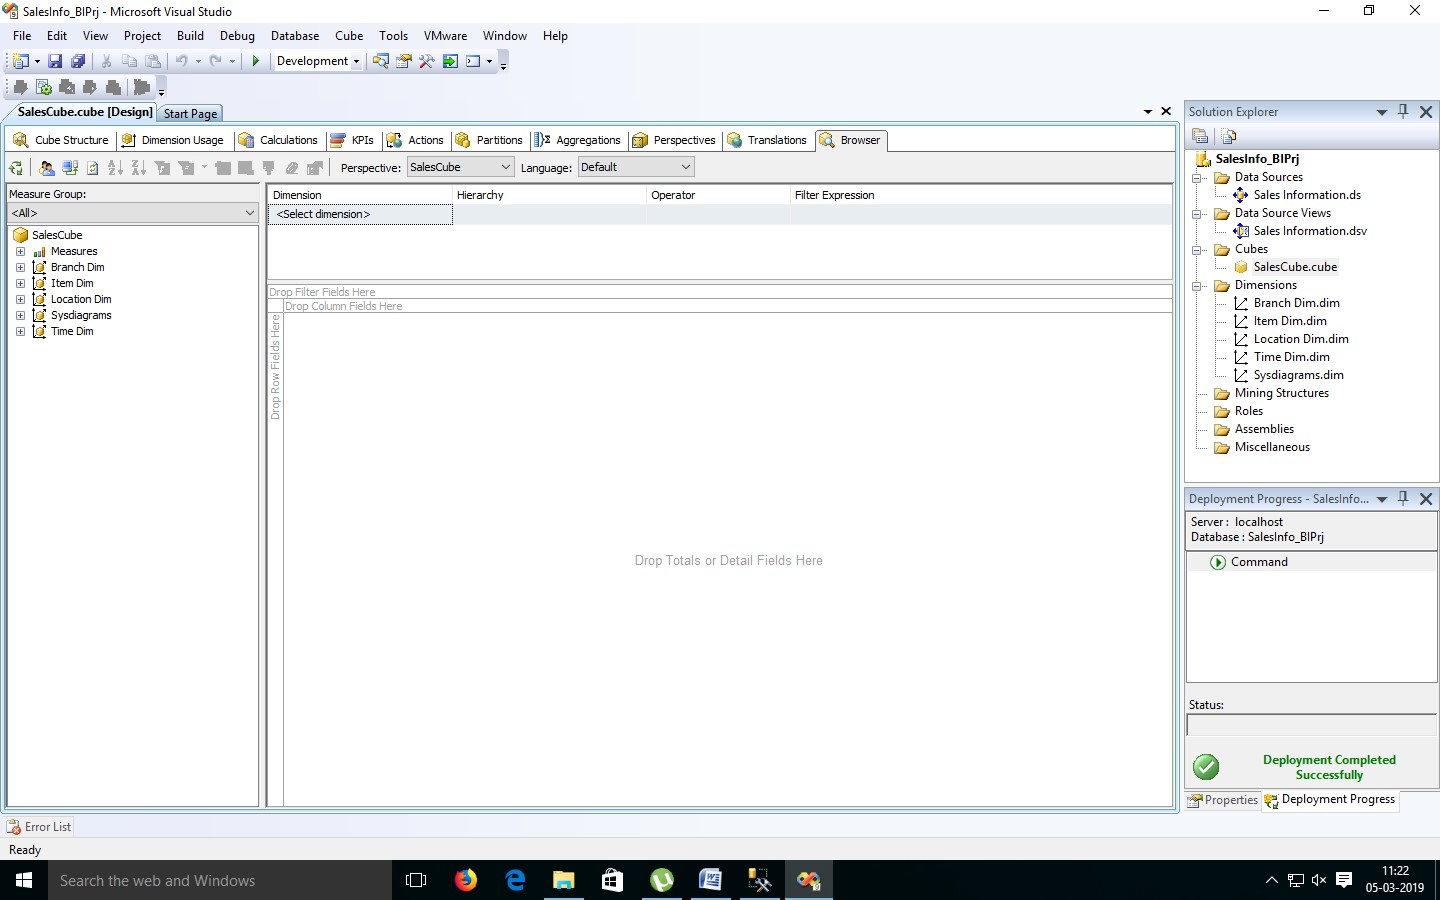 SalesInfo_BIPrj - Microsoft Visual Studio
File Edit View Project Build Debug Database Cube Tools VMware Window Help
Development
SalesCube.cube [Design] Start Page
Cube Structure Dimension Usage Calculations KPIs Actions Partitions Aggregations Perspectives Translations Browser
Perspective: SalesCube Language: Default
Measure Group:
<All>
SalesCube
Measures
Branch Dim
Item Dim
Location Dim
Sysdiagrams
Time Dim
Dimension Hierarchy Operator Filter Expression
<Select dimension>
Drop Filter Fields Here
Drop Column Fields Here
Drop Row Fields Here
Drop Totals or Detail Fields Here
Solution Explorer
SalesInfo_BIPrj
Data Sources
Sales Information.ds
Data Source Views
Sales Information.dsv
Cubes
SalesCube.cube
Dimensions
Branch Dim.dim
Item Dim.dim
Location Dim.dim
Time Dim.dim
Sysdiagrams.dim
Mining Structures
Roles
Assemblies
Miscellaneous
Deployment Progress - SalesInfo...
Server : localhost
Database : SalesInfo_BIPrj
Command
Status:
Deployment Completed
Successfully
Properties Deployment Progress
Error List
Ready
Search the web and Windows
11:22
05-03-2019